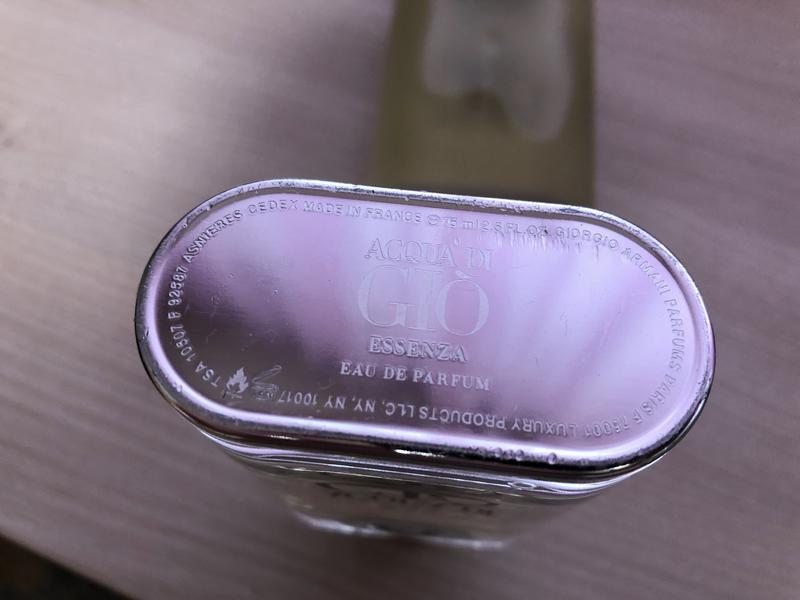 ACQUA DI
GIÒ
ESSENZA
EAU DE PARFUM
GIORGIO ARMANI PARFUMS PARIS F 75001 LUXURY PRODUCTS LLC, NY, NY 10017
TSA 10607 F 92687 ASNIERES CEDEX MADE IN FRANCE ℮ 75 ml 2.5 FL.OZ.